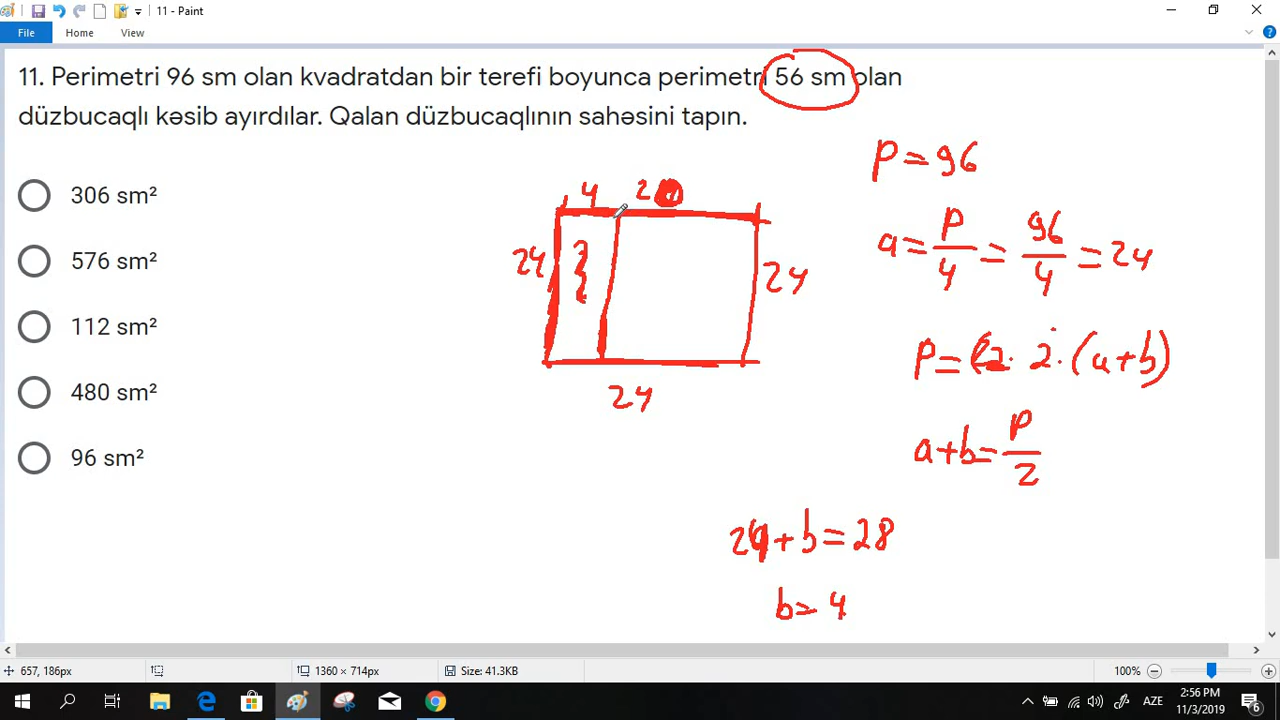 11 - Paint
File Home View
11. Perimetri 96 sm olan kvadratdan bir terefi boyunca perimetri 56 sm olan
düzbucaqlı kəsib ayırdılar. Qalan düzbucaqlının sahəsini tapın.
306 sm²
576 sm²
112 sm²
480 sm²
96 sm²
4 20
24
24
24
P=96
a=P/4=96/4=24
P=2·(a+b)
a+b=P/2
24+b=28
b=4
657, 186px
1360 × 714px
Size: 41.3KB
100%
AZE
2:56 PM
11/3/2019
6